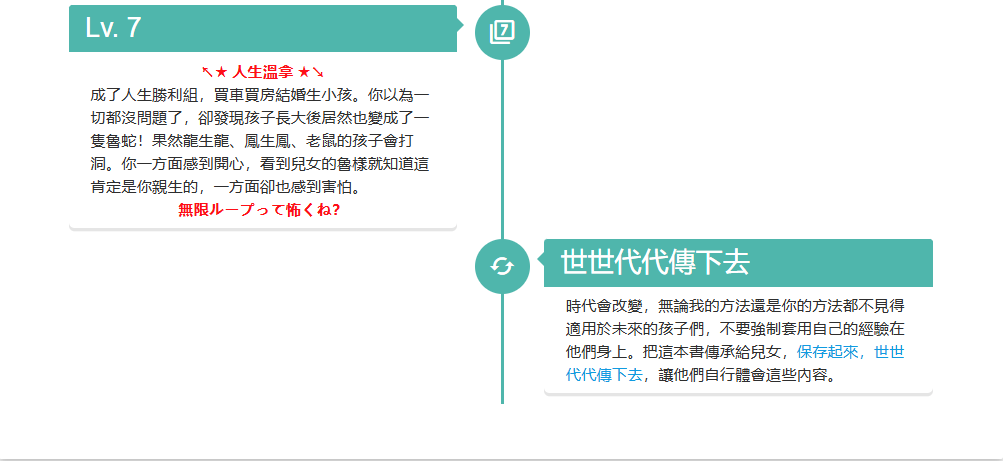 Lv. 7
7
↖★ 人生溫拿 ★↘
成了人生勝利組，買車買房結婚生小孩。你以為一
切都沒問題了，卻發現孩子長大後居然也變成了一
隻魯蛇！果然龍生龍、鳳生鳳、老鼠的孩子會打
洞。你一方面感到開心，看到兒女的魯樣就知道這
肯定是你親生的，一方面卻也感到害怕。
無限ループって怖くね?
世世代代傳下去
時代會改變，無論我的方法還是你的方法都不見得
適用於未來的孩子們，不要強制套用自己的經驗在
他們身上。把這本書傳承給兒女，保存起來，世世
代代傳下去，讓他們自行體會這些內容。